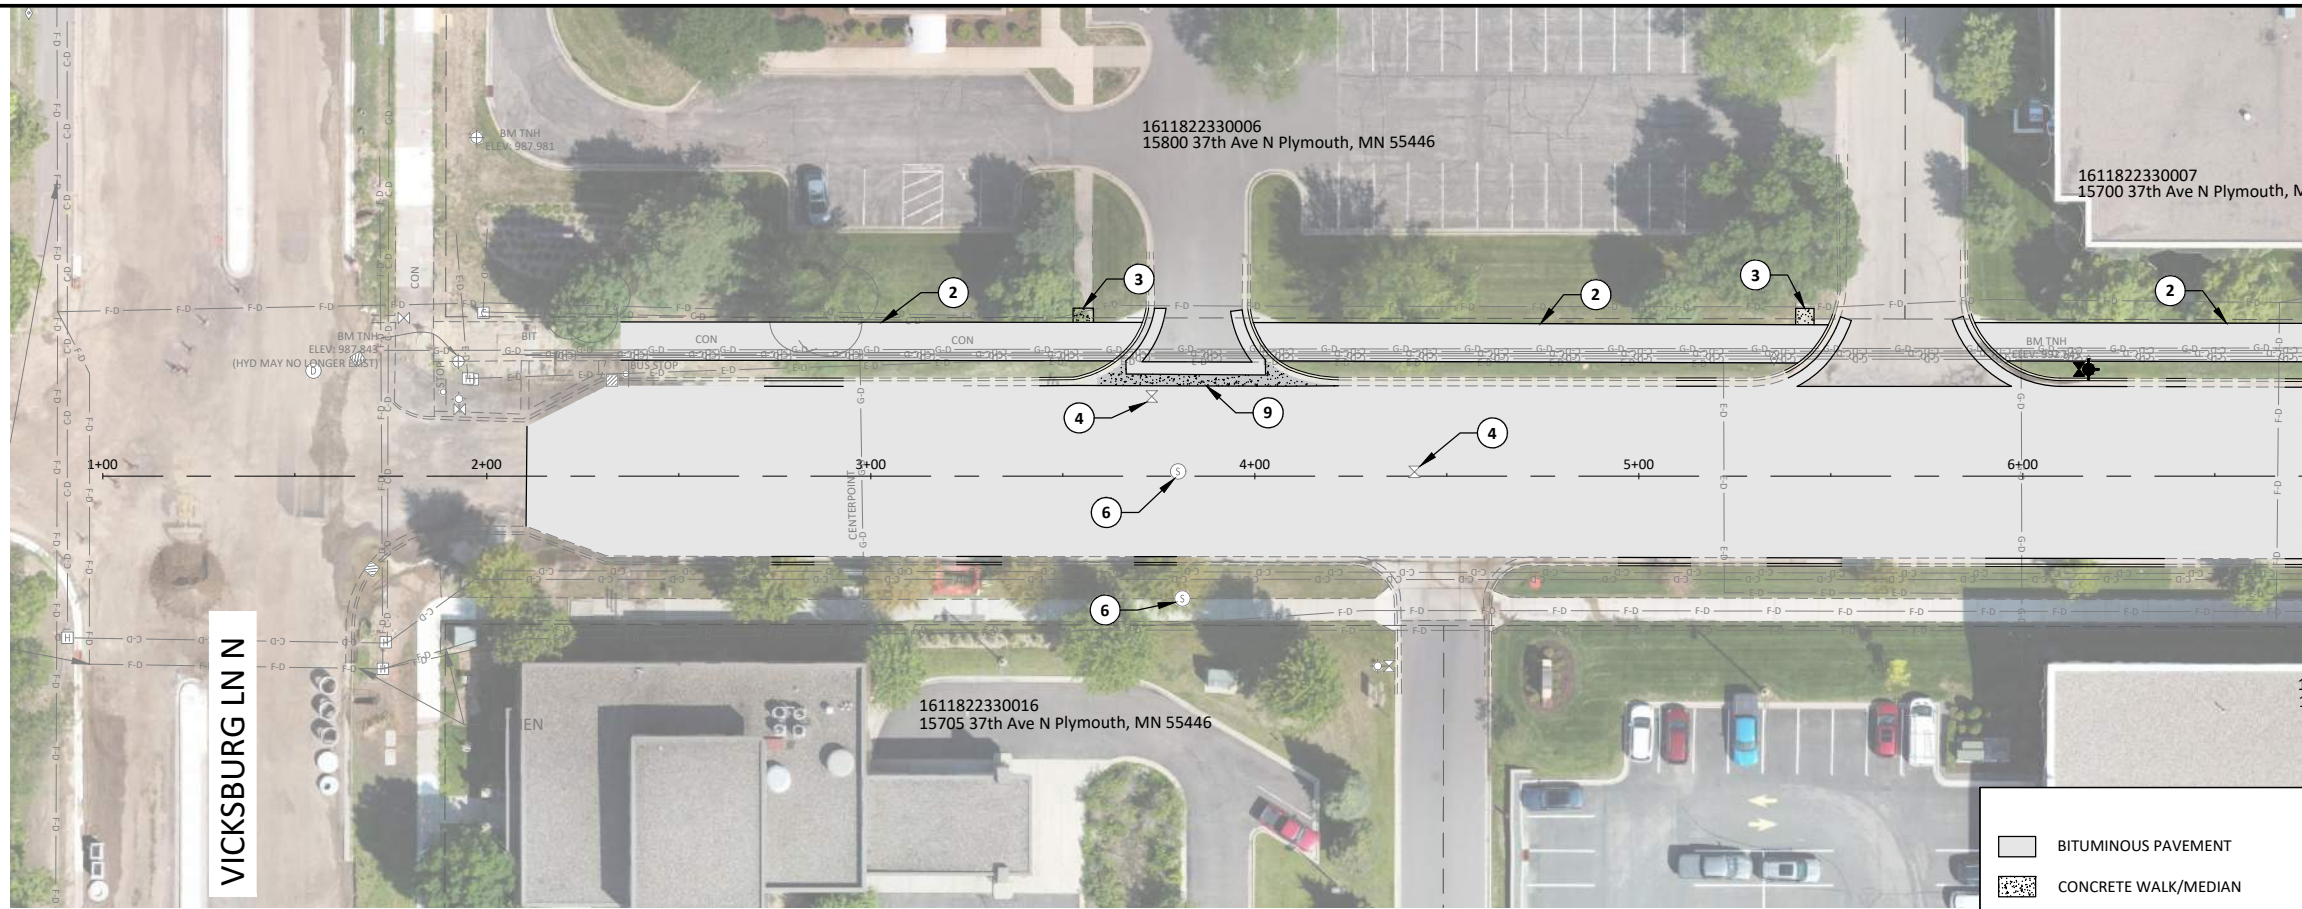 BM TNH
ELEV: 987.981
1611822330006
15800 37th Ave N Plymouth, MN 55446
1611822330007
15700 37th Ave N Plymouth, M
CON
2
3
2
3
2
BM TNH
ELEV: 987.843
(HYD MAY NO LONGER EXIST)
BIT
CON
CON
BM TNH
STOP
BUS STOP
4
9
4
1+00
2+00
3+00
4+00
5+00
6+00
CENTERPOINT
S
6
S
6
D
H
H
H
F-D
G-D
E-D
C-D
VICKSBURG LN N
1611822330016
15705 37th Ave N Plymouth, MN 55446
BITUMINOUS PAVEMENT
CONCRETE WALK/MEDIAN